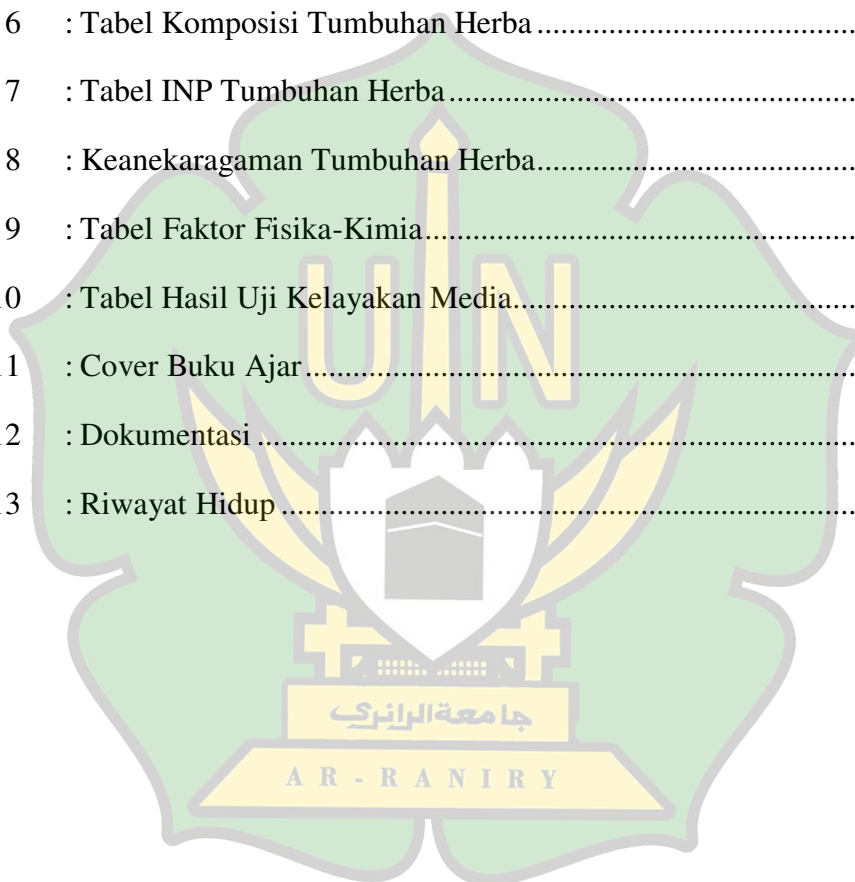 6 : Tabel Komposisi Tumbuhan Herba ....................................
7 : Tabel INP Tumbuhan Herba ..............................................
8 : Keanekaragaman Tumbuhan Herba....................................
9 : Tabel Faktor Fisika-Kimia.................................................
0 : Tabel Hasil Uji Kelayakan Media.......................................
1 : Cover Buku Ajar ...............................................................
2 : Dokumentasi .....................................................................
3 : Riwayat Hidup ..................................................................
UIN
جامعةالرانري
AR-RANIRY